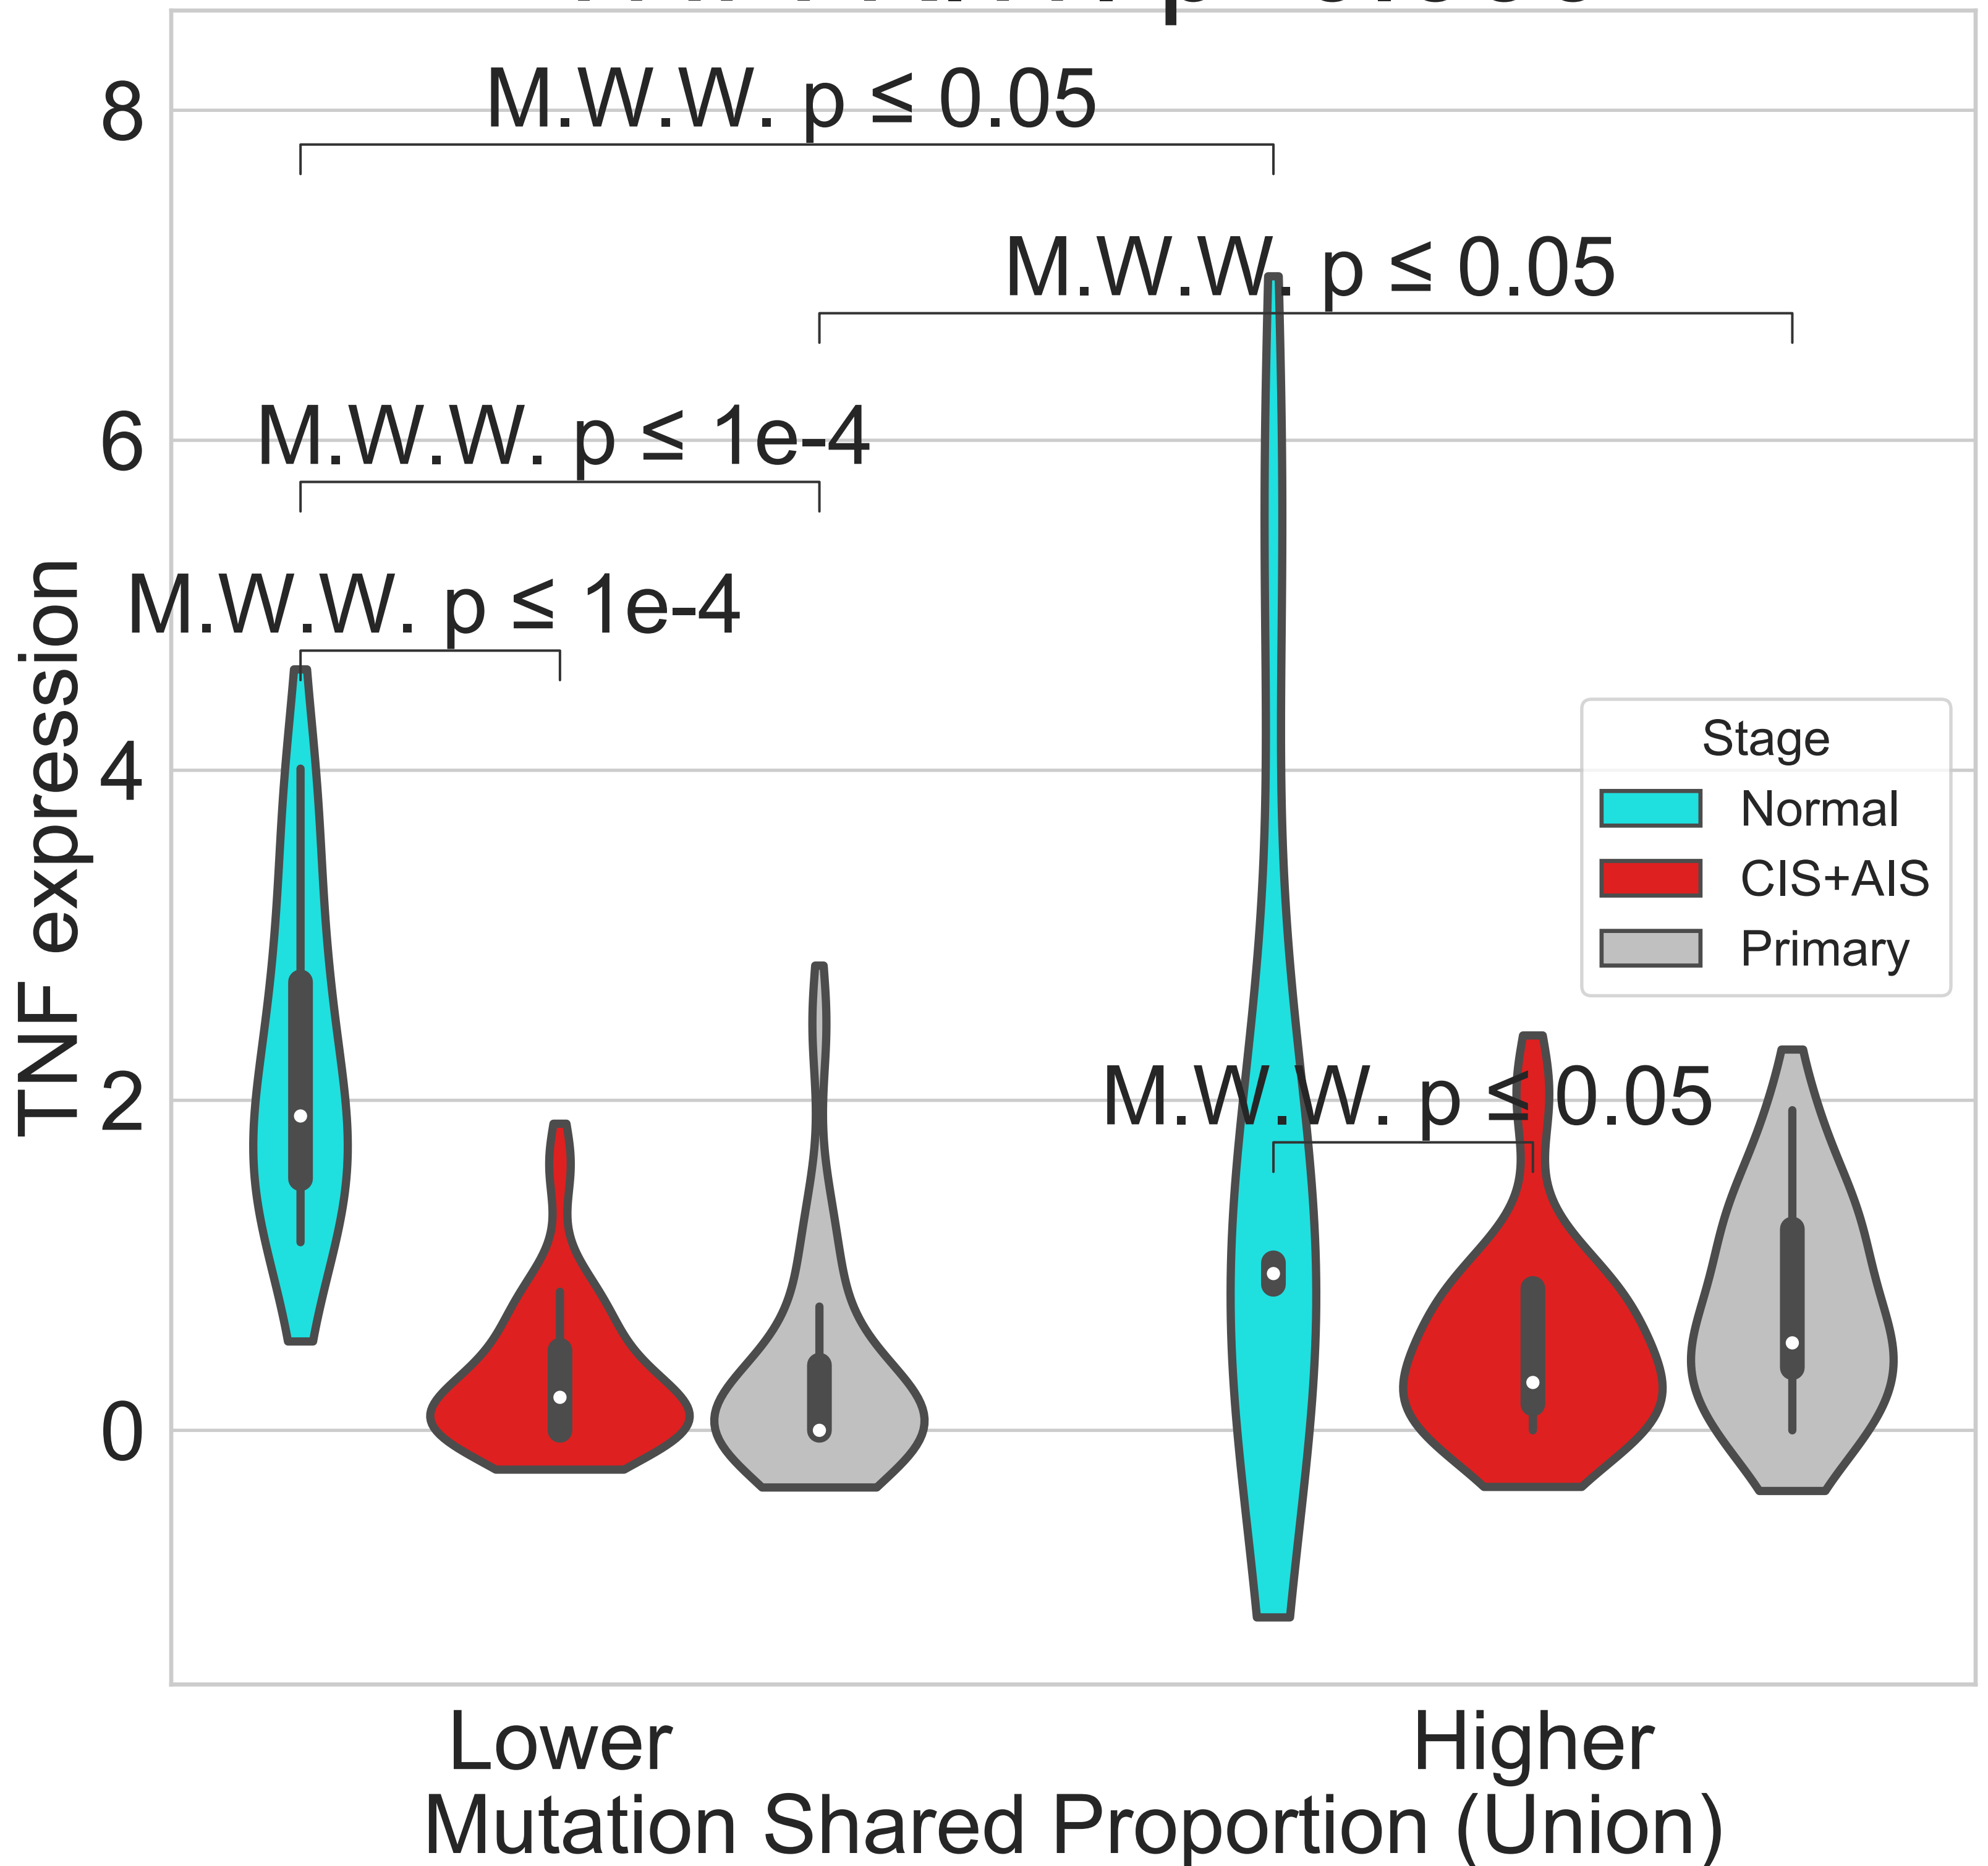 8
M.W.W. p ≤ 0.05
M.W.W. p ≤ 0.05
6
M.W.W. p ≤ 1e-4
M.W.W. p ≤ 1e-4
TNF expression
4
Stage
Normal
CIS+AIS
Primary
2
M.W.W. p ≤ 0.05
0
Lower
Higher
Mutation Shared Proportion (Union)